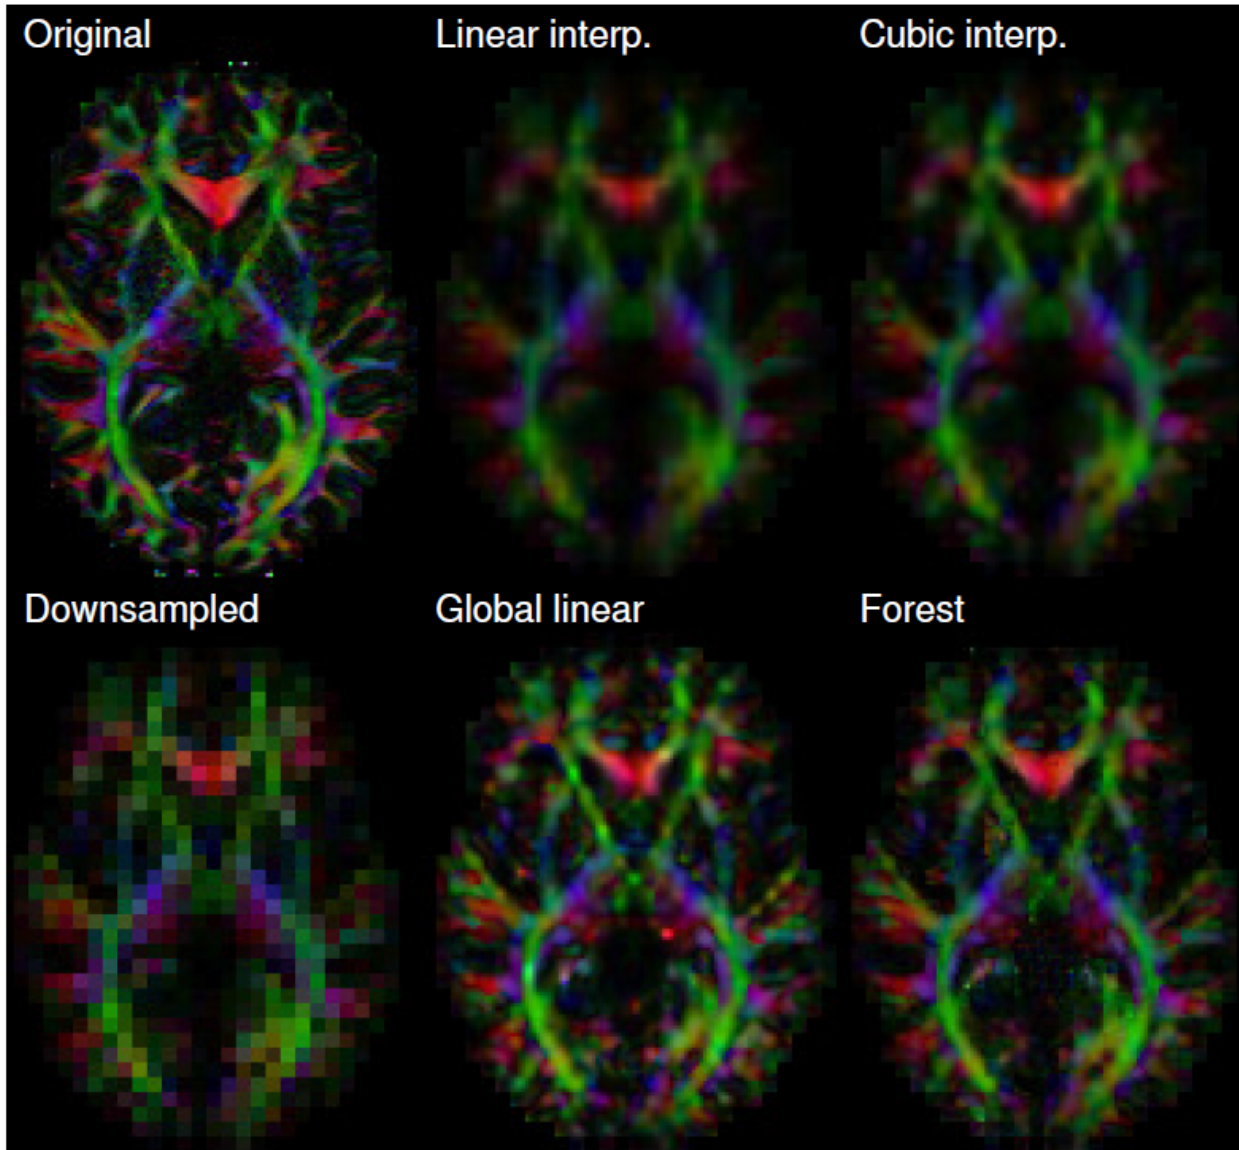 Original
Linear interp.
Cubic interp.
Downsampled
Global linear
Forest